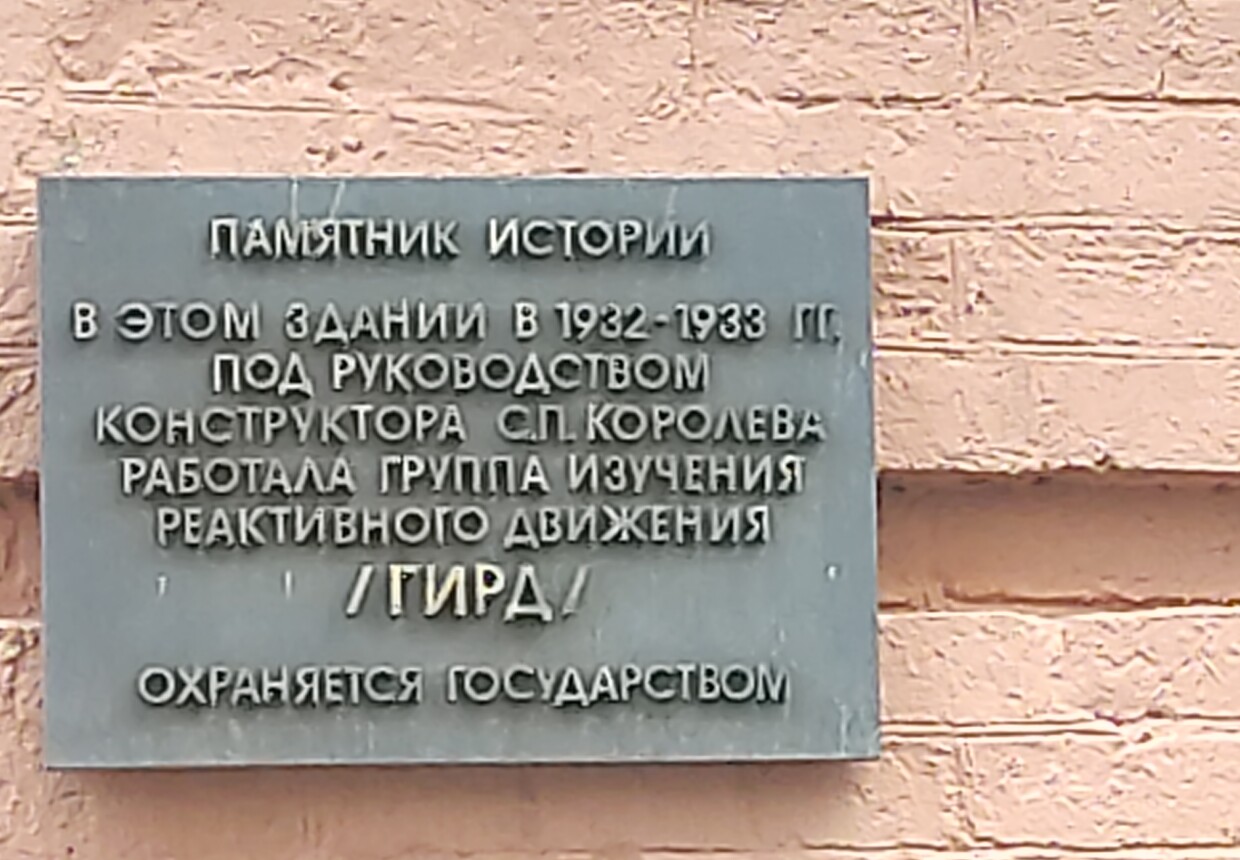 ПАМЯТНИК ИСТОРИИ
В ЭТОМ ЗДАНИИ В 1932-1933 ГГ.
ПОД РУКОВОДСТВОМ
КОНСТРУКТОРА С.П. КОРОЛЕВА
РАБОТАЛА ГРУППА ИЗУЧЕНИЯ
РЕАКТИВНОГО ДВИЖЕНИЯ
/ГИРД/
ОХРАНЯЕТСЯ ГОСУДАРСТВОМ